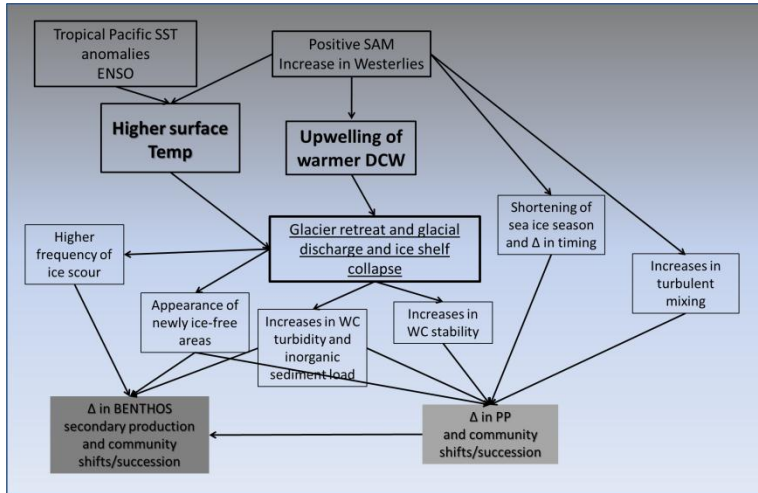 Tropical Pacific SST
anomalies
ENSO
Positive SAM
Increase in Westerlies
Higher surface
Temp
Upwelling of
warmer DCW
Glacier retreat and glacial
discharge and ice shelf
collapse
Shortening of
sea ice season
and Δ in timing
Higher
frequency of
ice scour
Increases in
turbulent
mixing
Appearance of
newly ice-free
areas
Increases in WC
turbidity and
inorganic
sediment load
Increases in
WC stability
Δ in BENTHOS
secondary production
and community
shifts/succession
Δ in PP
and community
shifts/succession